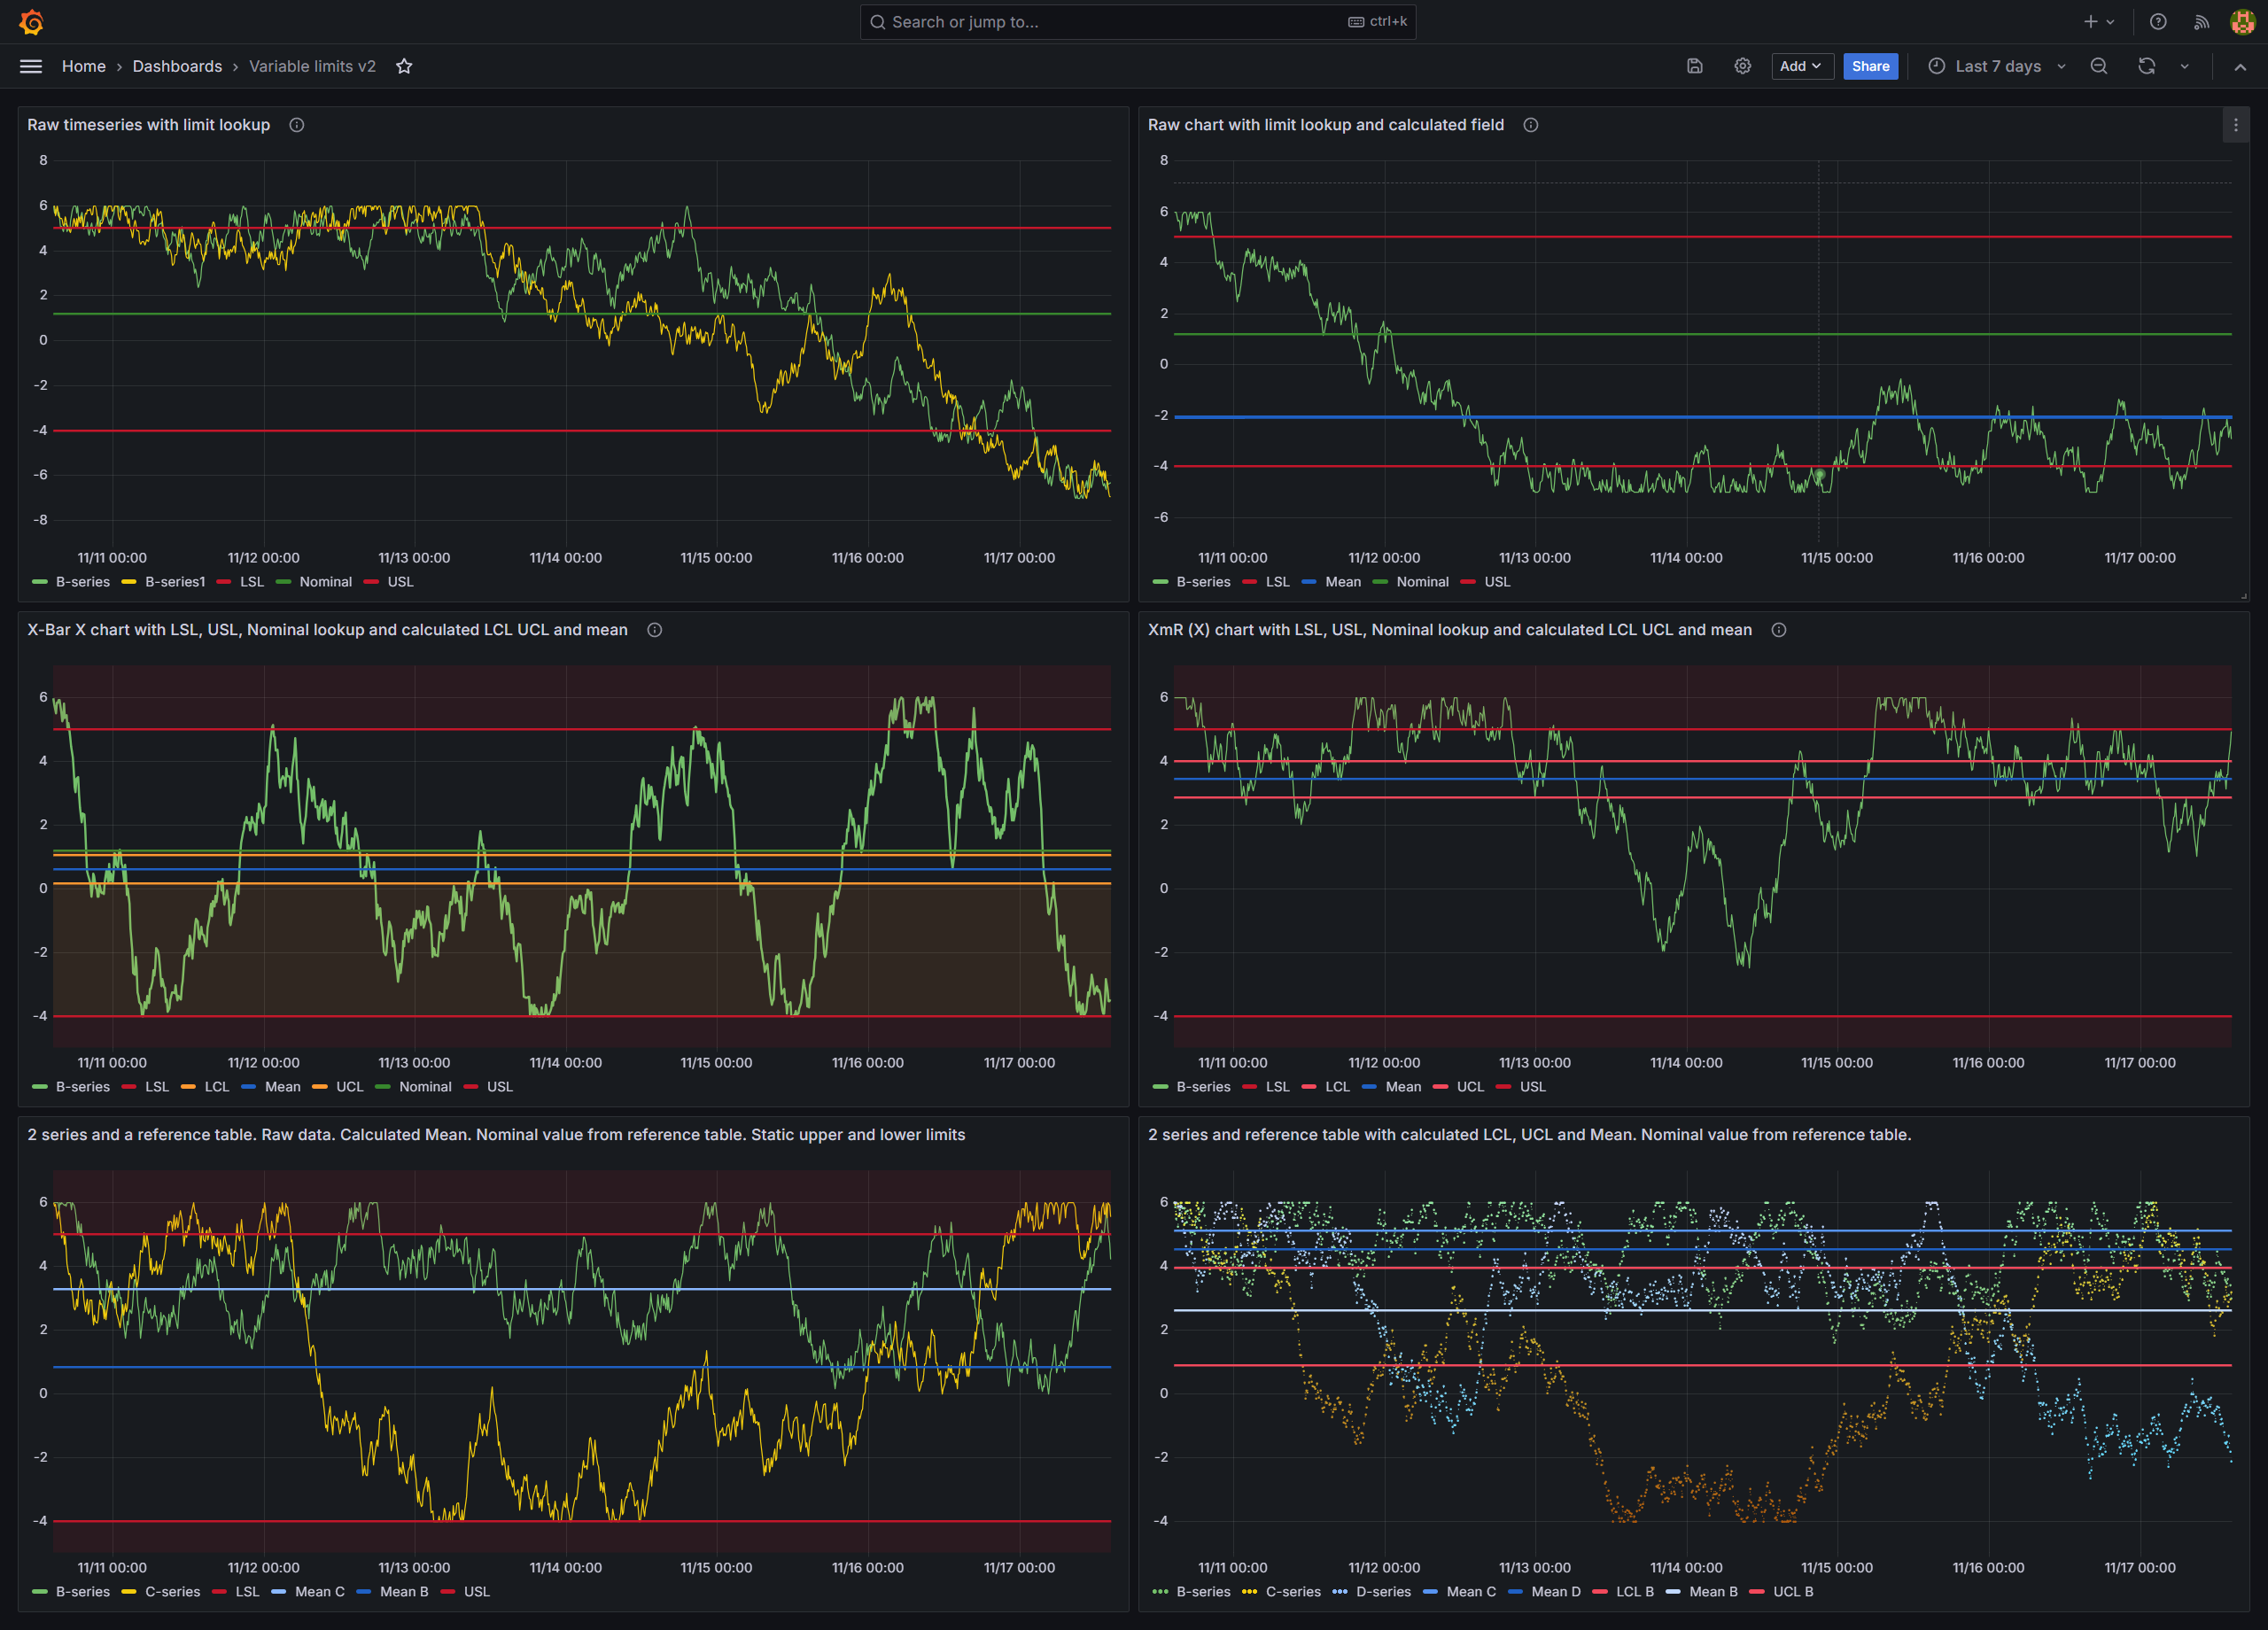 Search or jump to... ctrl+k
Home › Dashboards › Variable limits v2
Add Share Last 7 days
Raw timeseries with limit lookup
8
6
4
2
0
-2
-4
-6
-8
11/11 00:00 11/12 00:00 11/13 00:00 11/14 00:00 11/15 00:00 11/16 00:00 11/17 00:00
B-series B-series1 LSL Nominal USL
Raw chart with limit lookup and calculated field
8
6
4
2
0
-2
-4
-6
11/11 00:00 11/12 00:00 11/13 00:00 11/14 00:00 11/15 00:00 11/16 00:00 11/17 00:00
B-series LSL Mean Nominal USL
X-Bar X chart with LSL, USL, Nominal lookup and calculated LCL UCL and mean
6
4
2
0
-2
-4
11/11 00:00 11/12 00:00 11/13 00:00 11/14 00:00 11/15 00:00 11/16 00:00 11/17 00:00
B-series LSL LCL Mean UCL Nominal USL
XmR (X) chart with LSL, USL, Nominal lookup and calculated LCL UCL and mean
6
4
2
0
-2
-4
11/11 00:00 11/12 00:00 11/13 00:00 11/14 00:00 11/15 00:00 11/16 00:00 11/17 00:00
B-series LSL LCL Mean UCL USL
2 series and a reference table. Raw data. Calculated Mean. Nominal value from reference table. Static upper and lower limits
6
4
2
0
-2
-4
11/11 00:00 11/12 00:00 11/13 00:00 11/14 00:00 11/15 00:00 11/16 00:00 11/17 00:00
B-series C-series LSL Mean C Mean B USL
2 series and reference table with calculated LCL, UCL and Mean. Nominal value from reference table.
6
4
2
0
-2
-4
11/11 00:00 11/12 00:00 11/13 00:00 11/14 00:00 11/15 00:00 11/16 00:00 11/17 00:00
B-series C-series D-series Mean C Mean D LCL B Mean B UCL B